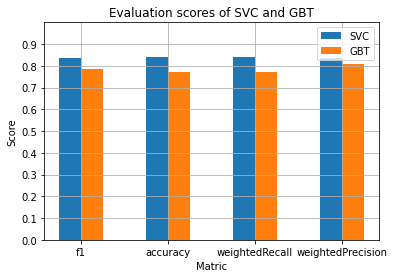 Evaluation scores of SVC and GBT
SVC
GBT
0.9
0.8
0.7
0.6
0.5
0.4
0.3
0.2
0.1
0.0
Score
f1
accuracy
weightedRecall
weightedPrecision
Matric